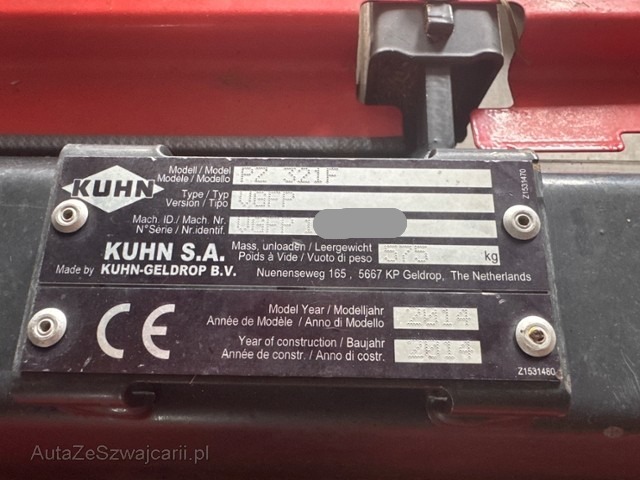 KUHN
Modell / Model
Modèle / Modello
PZ 321F
Type / Typ
Version / Tipo
VGFP
Mach. ID./ Mach. Nr.
N°Série / Nr.identif.
VGFP 1
KUHN S.A.
Made by KUHN-GELDROP B.V.
Mass. unloaden / Leergewicht
Poids à Vide / Vuoto di peso
575 kg
Nuenenseweg 165 , 5667 KP Geldrop, The Netherlands
Z1531470
CE
Model Year / Modelljahr
Année de Modèle / Anno di Modello
2014
Year of construction / Baujahr
Année de constr. / Anno di costr.
2014
Z1531480
AutaZeSzwajcarii.pl